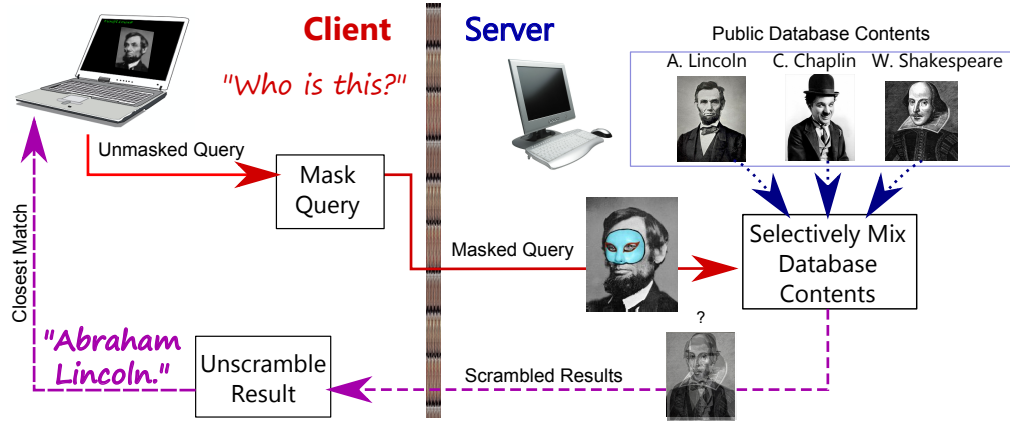 Client
Server
Public Database Contents
A. Lincoln
C. Chaplin
W. Shakespeare
"Who is this?"
Unmasked Query
Mask
Query
Masked Query
Selectively Mix
Database
Contents
Closest Match
"Abraham
Lincoln."
Unscramble
Result
Scrambled Results
?